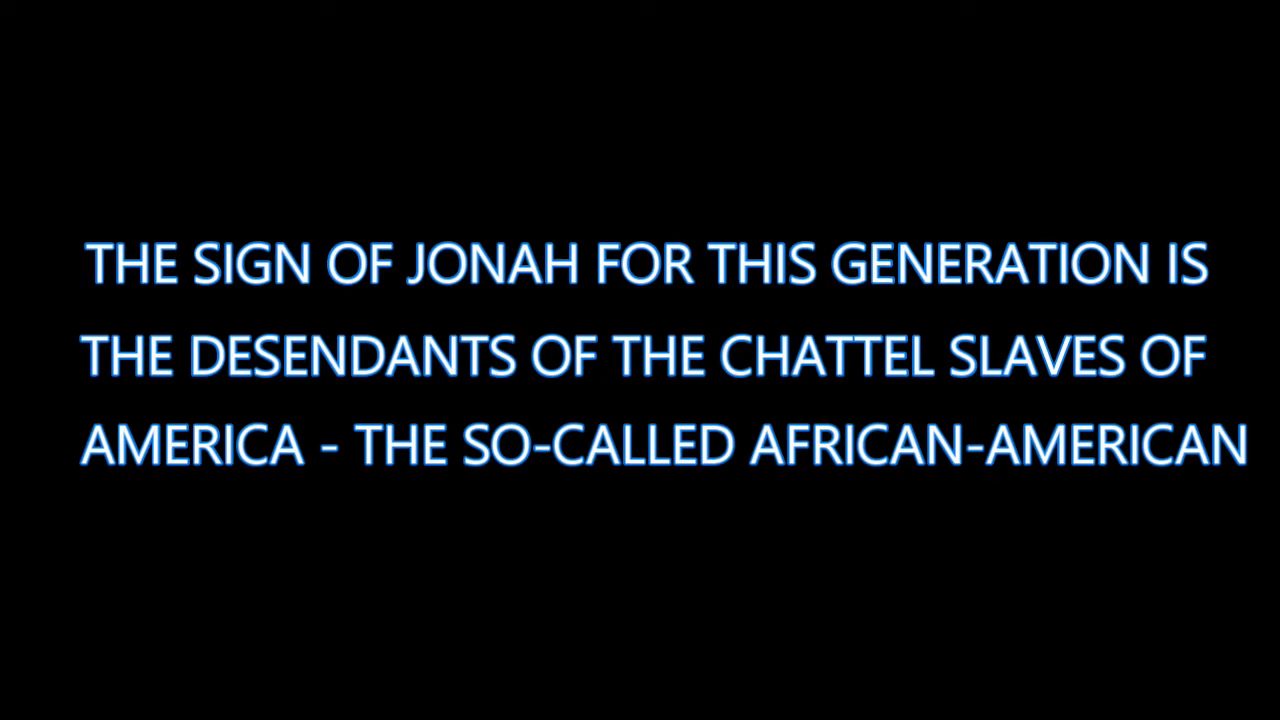 THE SIGN OF JONAH FOR THIS GENERATION IS
THE DESENDANTS OF THE CHATTEL SLAVES OF
AMERICA - THE SO-CALLED AFRICAN-AMERICAN